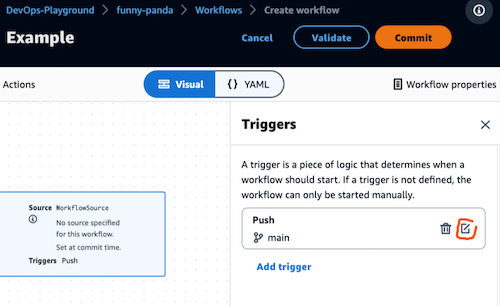 DevOps-Playground > funny-panda > Workflows > Create workflow
Example
Cancel
Validate
Commit
Actions
Visual
{} YAML
Workflow properties
Triggers
A trigger is a piece of logic that determines when a
workflow should start. If a trigger is not defined, the
workflow can only be started manually.
Push
main
Add trigger
Source WorkflowSource
No source specified
for this workflow.
Set at commit time.
Triggers Push